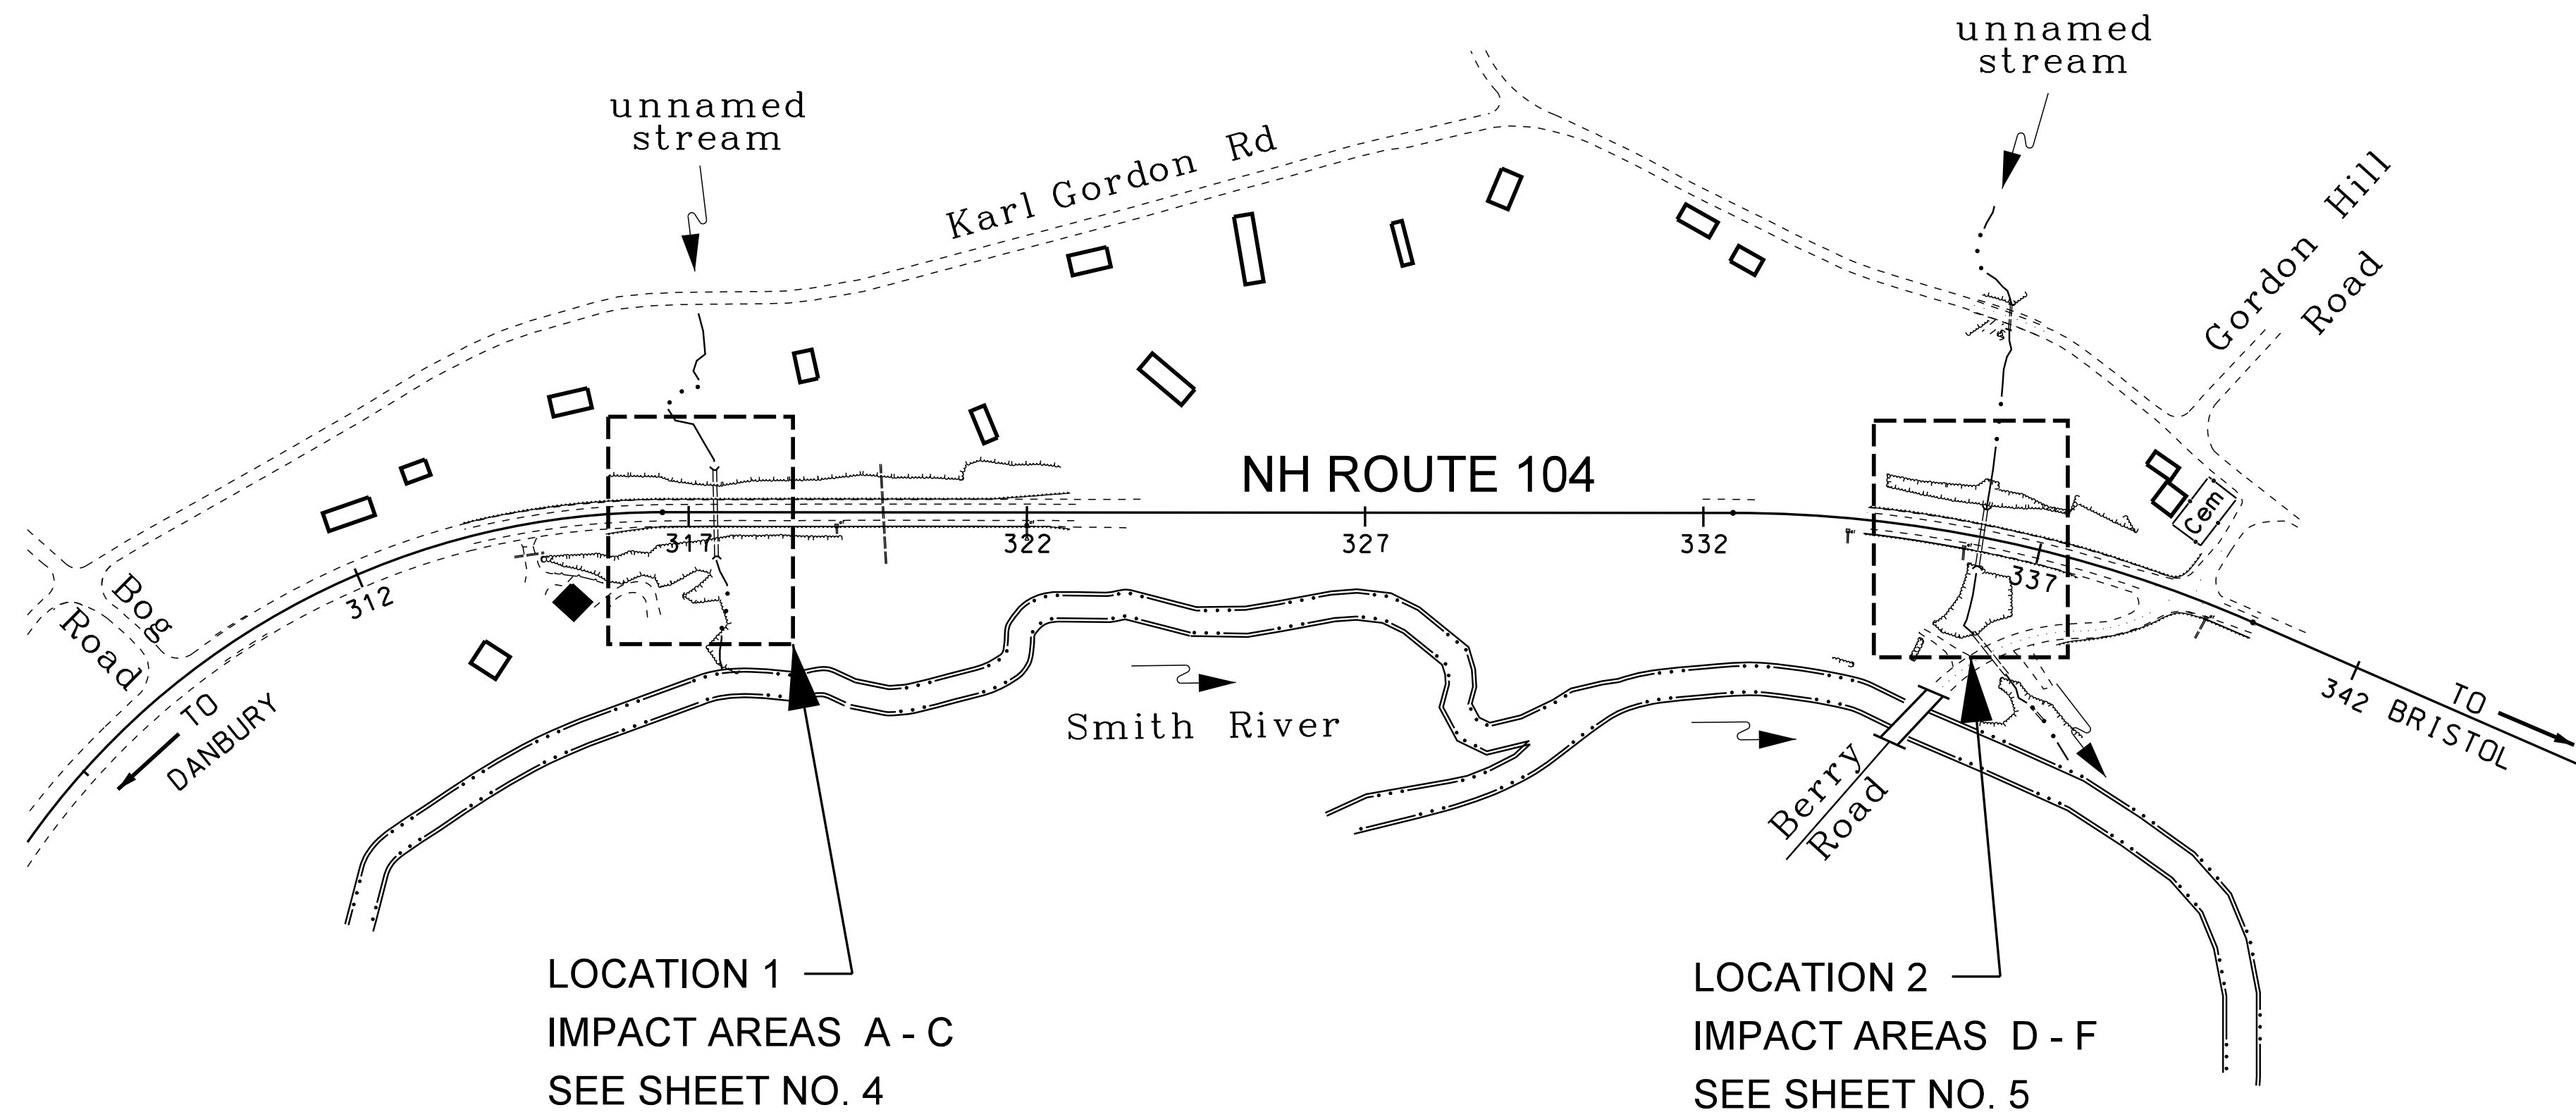 unnamed
stream
unnamed
stream
Karl Gordon Rd
Gordon Hill
Road
NH ROUTE 104
Cem
312
317
322
327
332
337
342
Bog
Road
TO
DANBURY
TO
BRISTOL
Smith River
Berry
Road
LOCATION 1
IMPACT AREAS A - C
SEE SHEET NO. 4
LOCATION 2
IMPACT AREAS D - F
SEE SHEET NO. 5